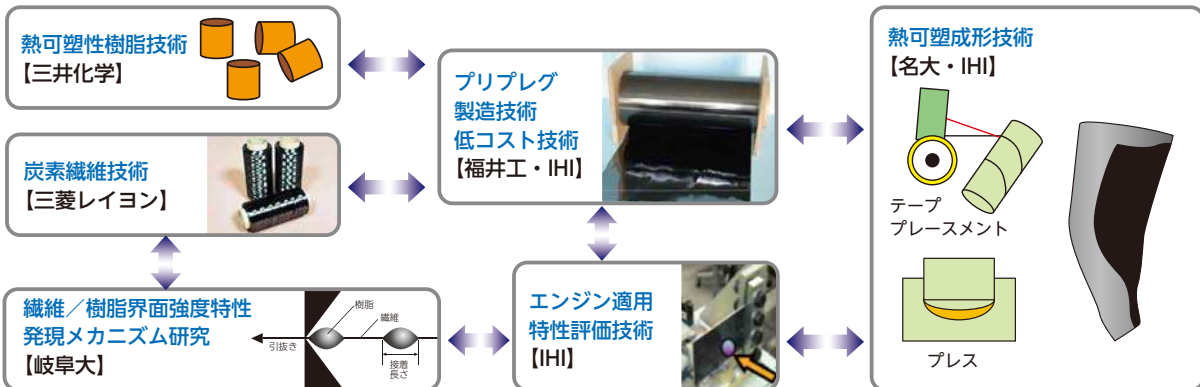 熱可塑性樹脂技術
【三井化学】
炭素繊維技術
【三菱レイヨン】
繊維／樹脂界面強度特性
発現メカニズム研究
【岐阜大】
樹脂
繊維
引抜き
接着
長さ
プリプレグ
製造技術
低コスト技術
【福井工・IHI】
エンジン適用
特性評価技術
【IHI】
熱可塑成形技術
【名大・IHI】
テープ
プレースメント
プレス